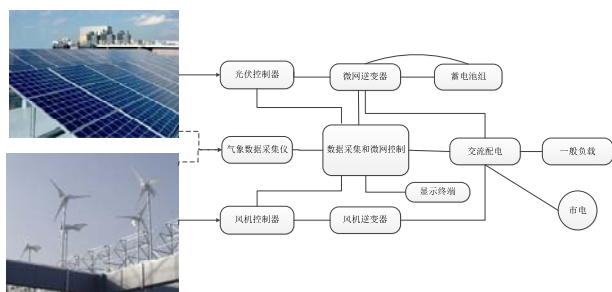 光伏控制器
微网逆变器
蓄电池组
气象数据采集仪
数据采集和微网控制
交流配电
一般负载
显示终端
市电
风机控制器
风机逆变器